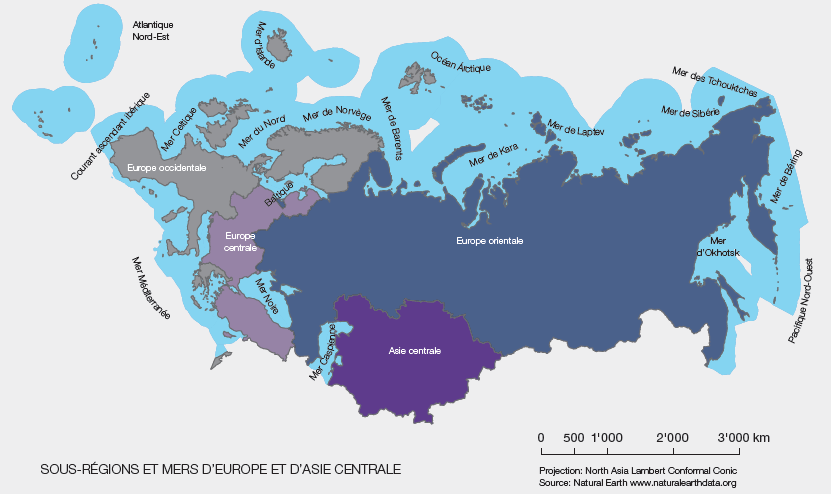 Atlantique
Nord-Est
Mer d'Islande
Océan Arctique
Mer des Tchouktches
Mer de Sibérie
Courant ascendant Ibérique
Mer Celtique
Mer du Nord
Mer de Norvège
Mer de Barents
Mer de Kara
Mer de Laptev
Mer de Béring
Europe occidentale
Baltique
Europe
centrale
Europe orientale
Mer
d'Okhotsk
Mer Méditerranée
Mer Noire
Mer Caspienne
Asie centrale
Pacifique Nord-Ouest
0 500 1'000 2'000 3'000 km
SOUS-RÉGIONS ET MERS D'EUROPE ET D'ASIE CENTRALE
Projection: North Asia Lambert Conformal Conic
Source: Natural Earth www.naturalearthdata.org